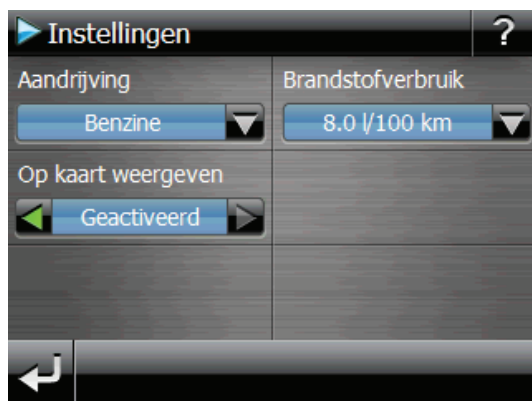 Instellingen ?
Aandrijving
Brandstofverbruik
Benzine
8.0 l/100 km
Op kaart weergeven
Geactiveerd